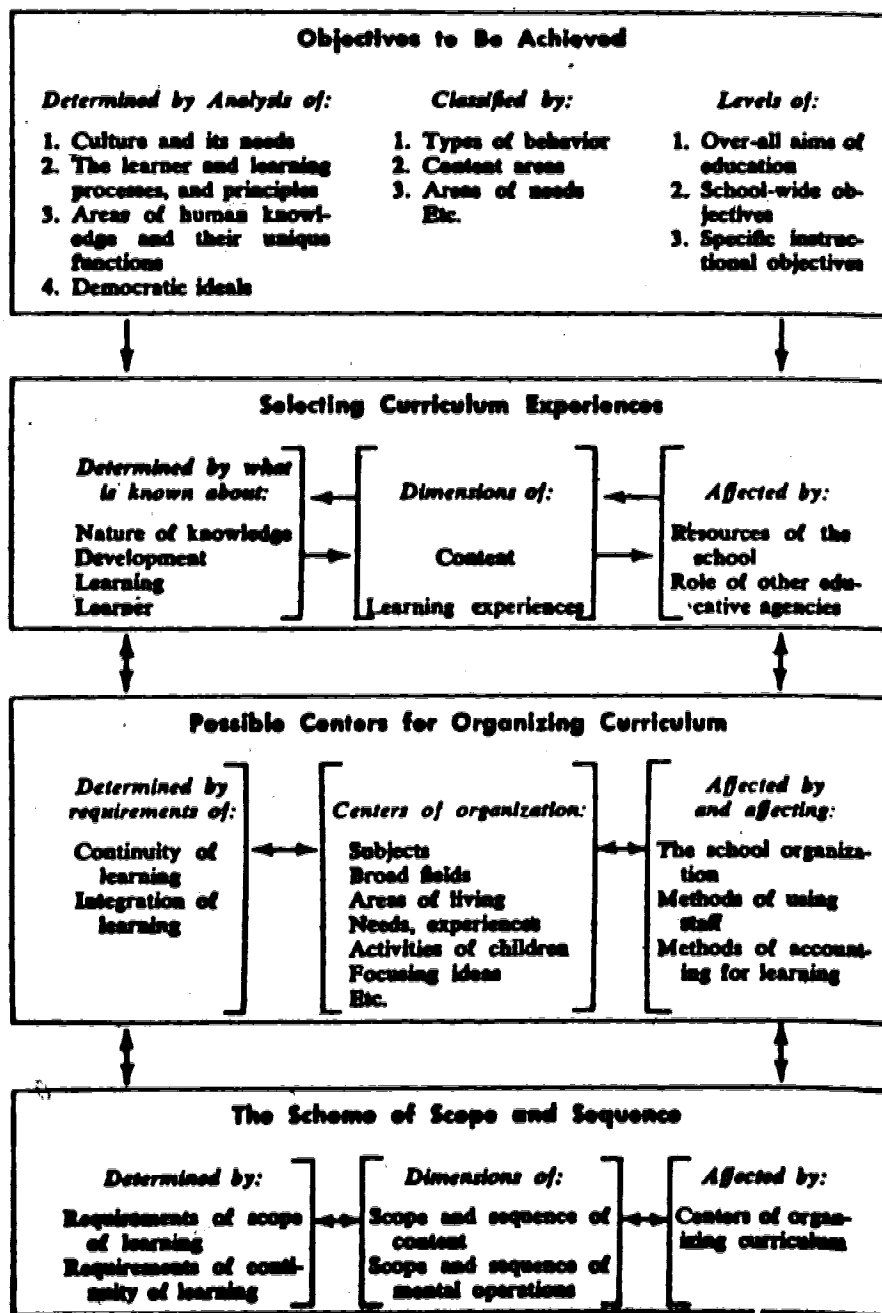 Objectives to Be Achieved
Determined by Analysis of:
1. Culture and its needs
2. The learner and learning
processes, and principles
3. Areas of human knowl-
edge and their unique
functions
4. Democratic ideals
Classified by:
1. Types of behavior
2. Content areas
3. Areas of needs
Etc.
Levels of:
1. Over-all aims of
education
2. School-wide ob-
jectives
3. Specific instruc-
tional objectives
Selecting Curriculum Experiences
Determined by what
is known about:
Nature of knowledge
Development
Learning
Learner
Dimensions of:
Content
Learning experiences
Affected by:
Resources of the
school
Role of other edu-
cative agencies
Possible Centers for Organizing Curriculum
Determined by
requirements of:
Continuity of
learning
Integration of
learning
Centers of organization:
Subjects
Broad fields
Areas of living
Needs, experiences
Activities of children
Focusing ideas
Etc.
Affected by
and affecting:
The school organiza-
tion
Methods of using
staff
Methods of account-
ing for learning
The Scheme of Scope and Sequence
Determined by:
Requirements of scope
of learning
Requirements of conti-
nuity of learning
Dimensions of:
Scope and sequence of
content
Scope and sequence of
mental operations
Affected by:
Centers of organ-
izing curriculum